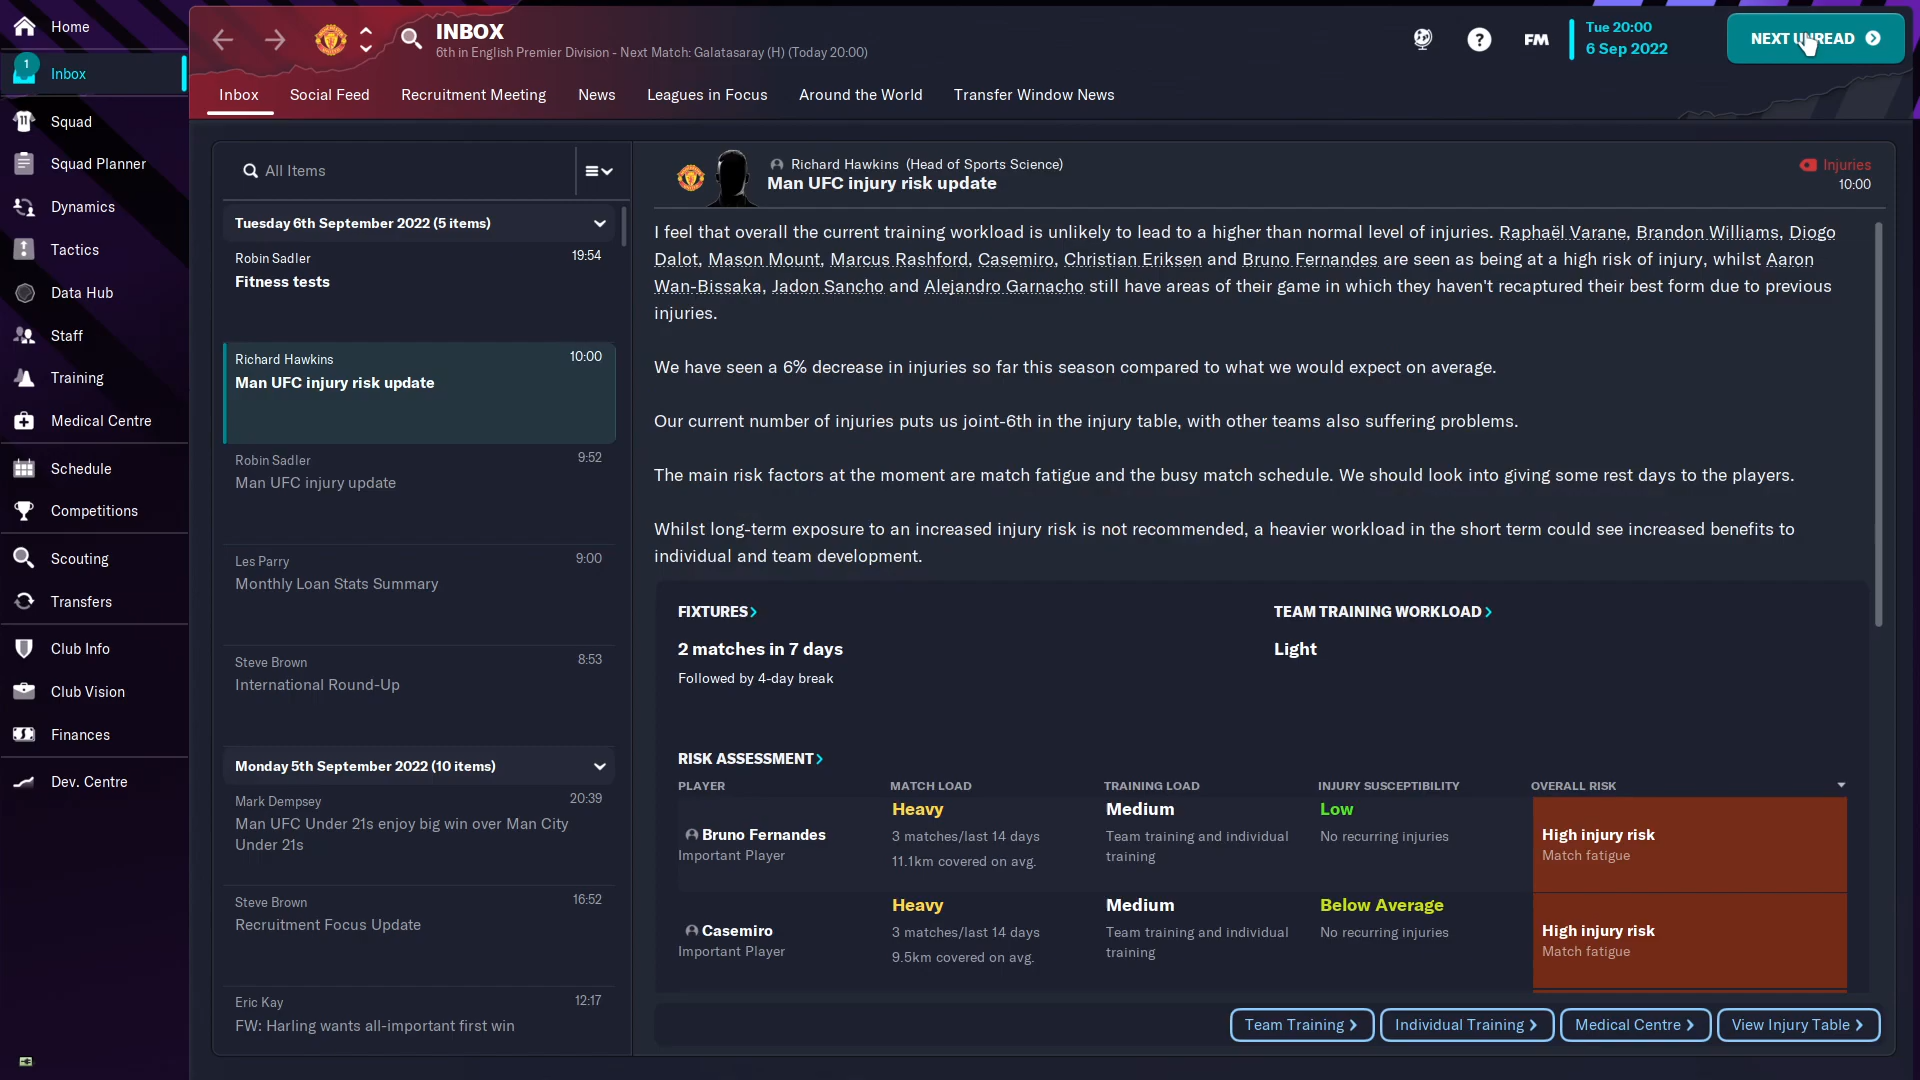 Home
1
Inbox
Squad
Squad Planner
Dynamics
Tactics
Data Hub
Staff
Training
Medical Centre
Schedule
Competitions
Scouting
Transfers
Club Info
Club Vision
Finances
Dev. Centre
INBOX
6th in English Premier Division - Next Match: Galatasaray (H) (Today 20:00)
FM
Tue 20:00
6 Sep 2022
NEXT UNREAD
Inbox
Social Feed
Recruitment Meeting
News
Leagues in Focus
Around the World
Transfer Window News
All Items
Tuesday 6th September 2022 (5 items)
Robin Sadler 19:54
Fitness tests
Richard Hawkins 10:00
Man UFC injury risk update
Robin Sadler 9:52
Man UFC injury update
Les Parry 9:00
Monthly Loan Stats Summary
Steve Brown 8:53
International Round-Up
Monday 5th September 2022 (10 items)
Mark Dempsey 20:39
Man UFC Under 21s enjoy big win over Man City
Under 21s
Steve Brown 16:52
Recruitment Focus Update
Eric Kay 12:17
FW: Harling wants all-important first win
Richard Hawkins (Head of Sports Science)
Man UFC injury risk update
Injuries
10:00
I feel that overall the current training workload is unlikely to lead to a higher than normal level of injuries. Raphaël Varane, Brandon Williams, Diogo
Dalot, Mason Mount, Marcus Rashford, Casemiro, Christian Eriksen and Bruno Fernandes are seen as being at a high risk of injury, whilst Aaron
Wan-Bissaka, Jadon Sancho and Alejandro Garnacho still have areas of their game in which they haven't recaptured their best form due to previous
injuries.
We have seen a 6% decrease in injuries so far this season compared to what we would expect on average.
Our current number of injuries puts us joint-6th in the injury table, with other teams also suffering problems.
The main risk factors at the moment are match fatigue and the busy match schedule. We should look into giving some rest days to the players.
Whilst long-term exposure to an increased injury risk is not recommended, a heavier workload in the short term could see increased benefits to
individual and team development.
FIXTURES
2 matches in 7 days
Followed by 4-day break
TEAM TRAINING WORKLOAD
Light
RISK ASSESSMENT
PLAYER MATCH LOAD TRAINING LOAD INJURY SUSCEPTIBILITY OVERALL RISK
Bruno Fernandes
Important Player
Heavy
3 matches/last 14 days
11.1km covered on avg.
Medium
Team training and individual
training
Low
No recurring injuries
High injury risk
Match fatigue
Casemiro
Important Player
Heavy
3 matches/last 14 days
9.5km covered on avg.
Medium
Team training and individual
training
Below Average
No recurring injuries
High injury risk
Match fatigue
Team Training
Individual Training
Medical Centre
View Injury Table